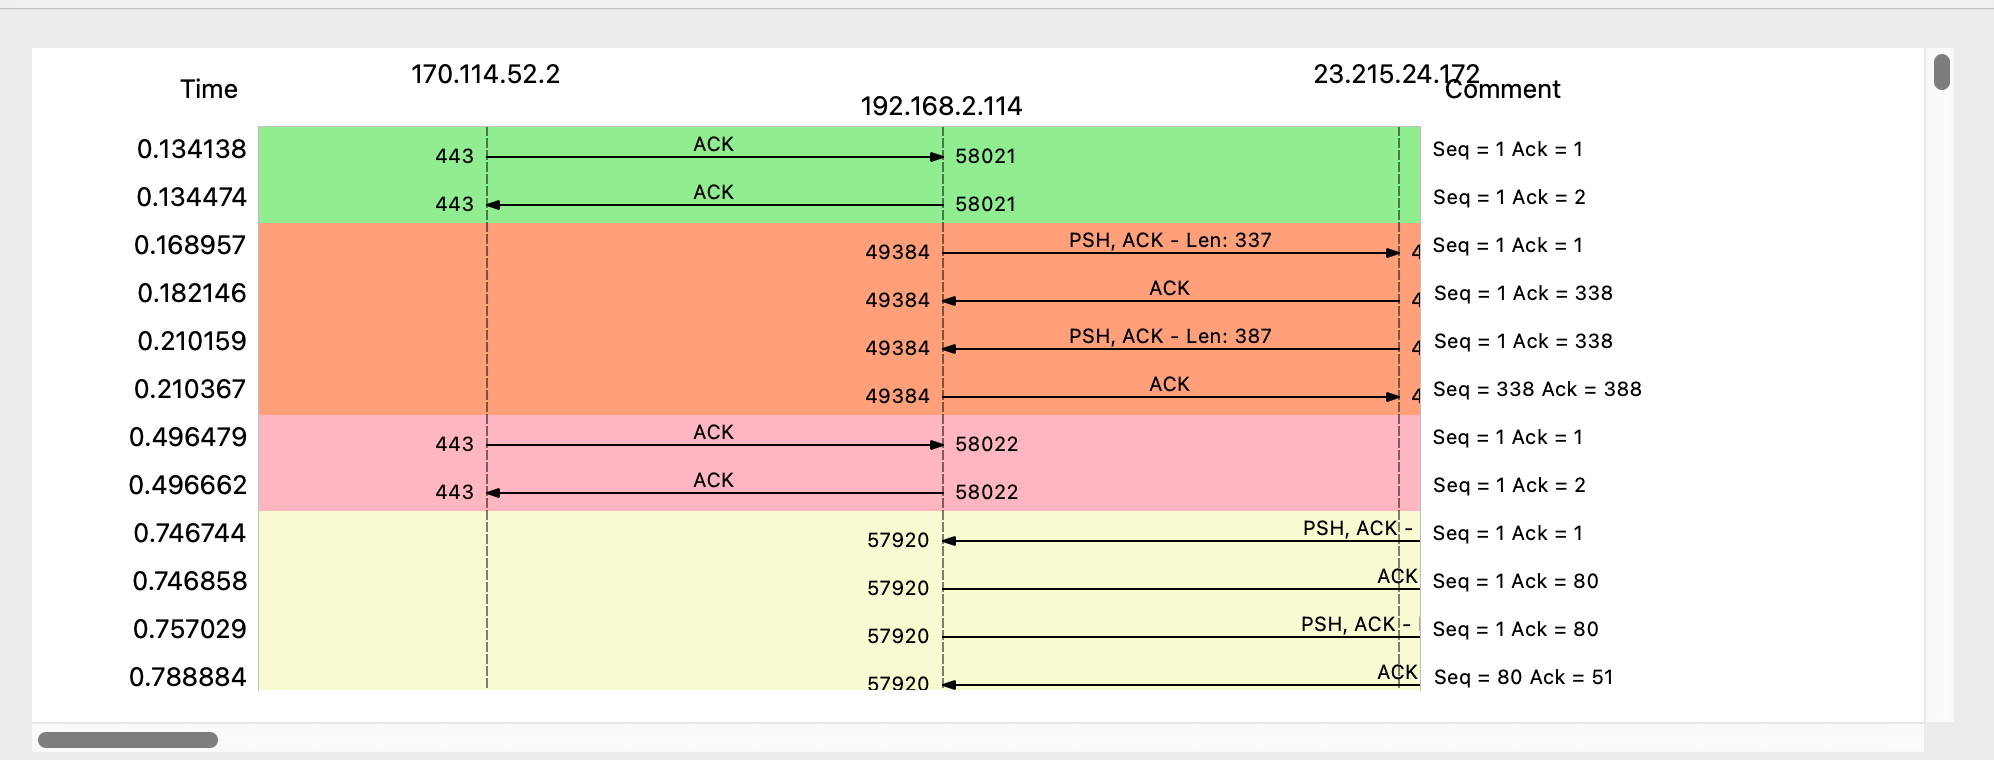 170.114.52.2 23.215.24.172
Time Comment
192.168.2.114
0.134138 443 ACK 58021 Seq = 1 Ack = 1
0.134474 443 ACK 58021 Seq = 1 Ack = 2
0.168957 49384 PSH, ACK - Len: 337 4 Seq = 1 Ack = 1
0.182146 49384 ACK 4 Seq = 1 Ack = 338
0.210159 49384 PSH, ACK - Len: 387 4 Seq = 1 Ack = 338
0.210367 49384 ACK 4 Seq = 338 Ack = 388
0.496479 443 ACK 58022 Seq = 1 Ack = 1
0.496662 443 ACK 58022 Seq = 1 Ack = 2
0.746744 57920 PSH, ACK - Seq = 1 Ack = 1
0.746858 57920 ACK Seq = 1 Ack = 80
0.757029 57920 PSH, ACK - Seq = 1 Ack = 80
0.788884 57920 ACK Seq = 80 Ack = 51